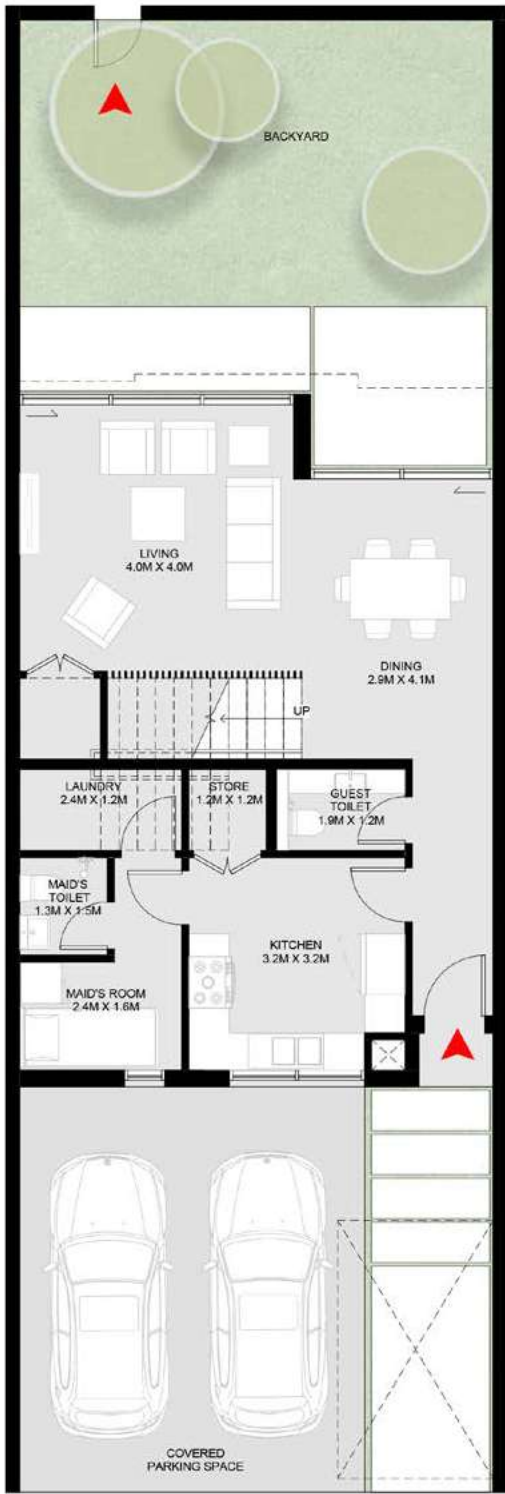 BACKYARD
LIVING
4.0M X 4.0M
DINING
2.9M X 4.1M
UP
LAUNDRY
2.4M X 1.2M
STORE
1.2M X 1.2M
GUEST
TOILET
1.9M X 1.2M
MAID'S
TOILET
1.3M X 1.5M
KITCHEN
3.2M X 3.2M
MAID'S ROOM
2.4M X 1.6M
COVERED
PARKING SPACE